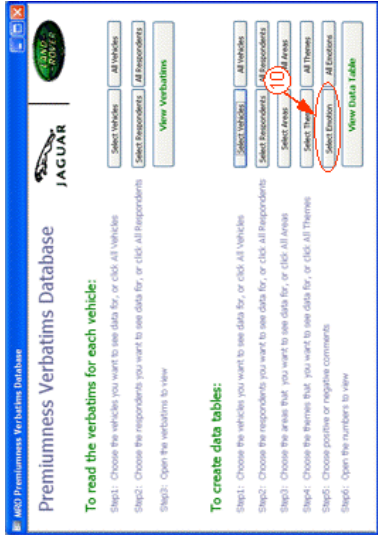 MRO Premiumness Verbatims Database
Premiumness Verbatims Database
JAGUAR
LAND ROVER
To read the verbatims for each vehicle:
Step1: Choose the vehicles you want to see data for, or click All Vehicles
Select Vehicles
All Vehicles
Step2: Choose the respondents you want to see data for, or click All Respondents
Select Respondents
All Respondents
Step3: Open the verbatims to view
View Verbatims
To create data tables:
Step1: Choose the vehicles you want to see data for, or click All Vehicles
Select Vehicles
All Vehicles
Step2: Choose the respondents you want to see data for, or click All Respondents
Select Respondents
All Respondents
Step3: Choose the areas that you want to see data for, or click All Areas
Select Areas
All Areas
10
Step4: Choose the themes that you want to see data for, or click All Themes
Select Them
All Themes
Step5: Choose positive or negative comments
Select Emotion
All Emotions
Step6: Open the numbers to view
View Data Table